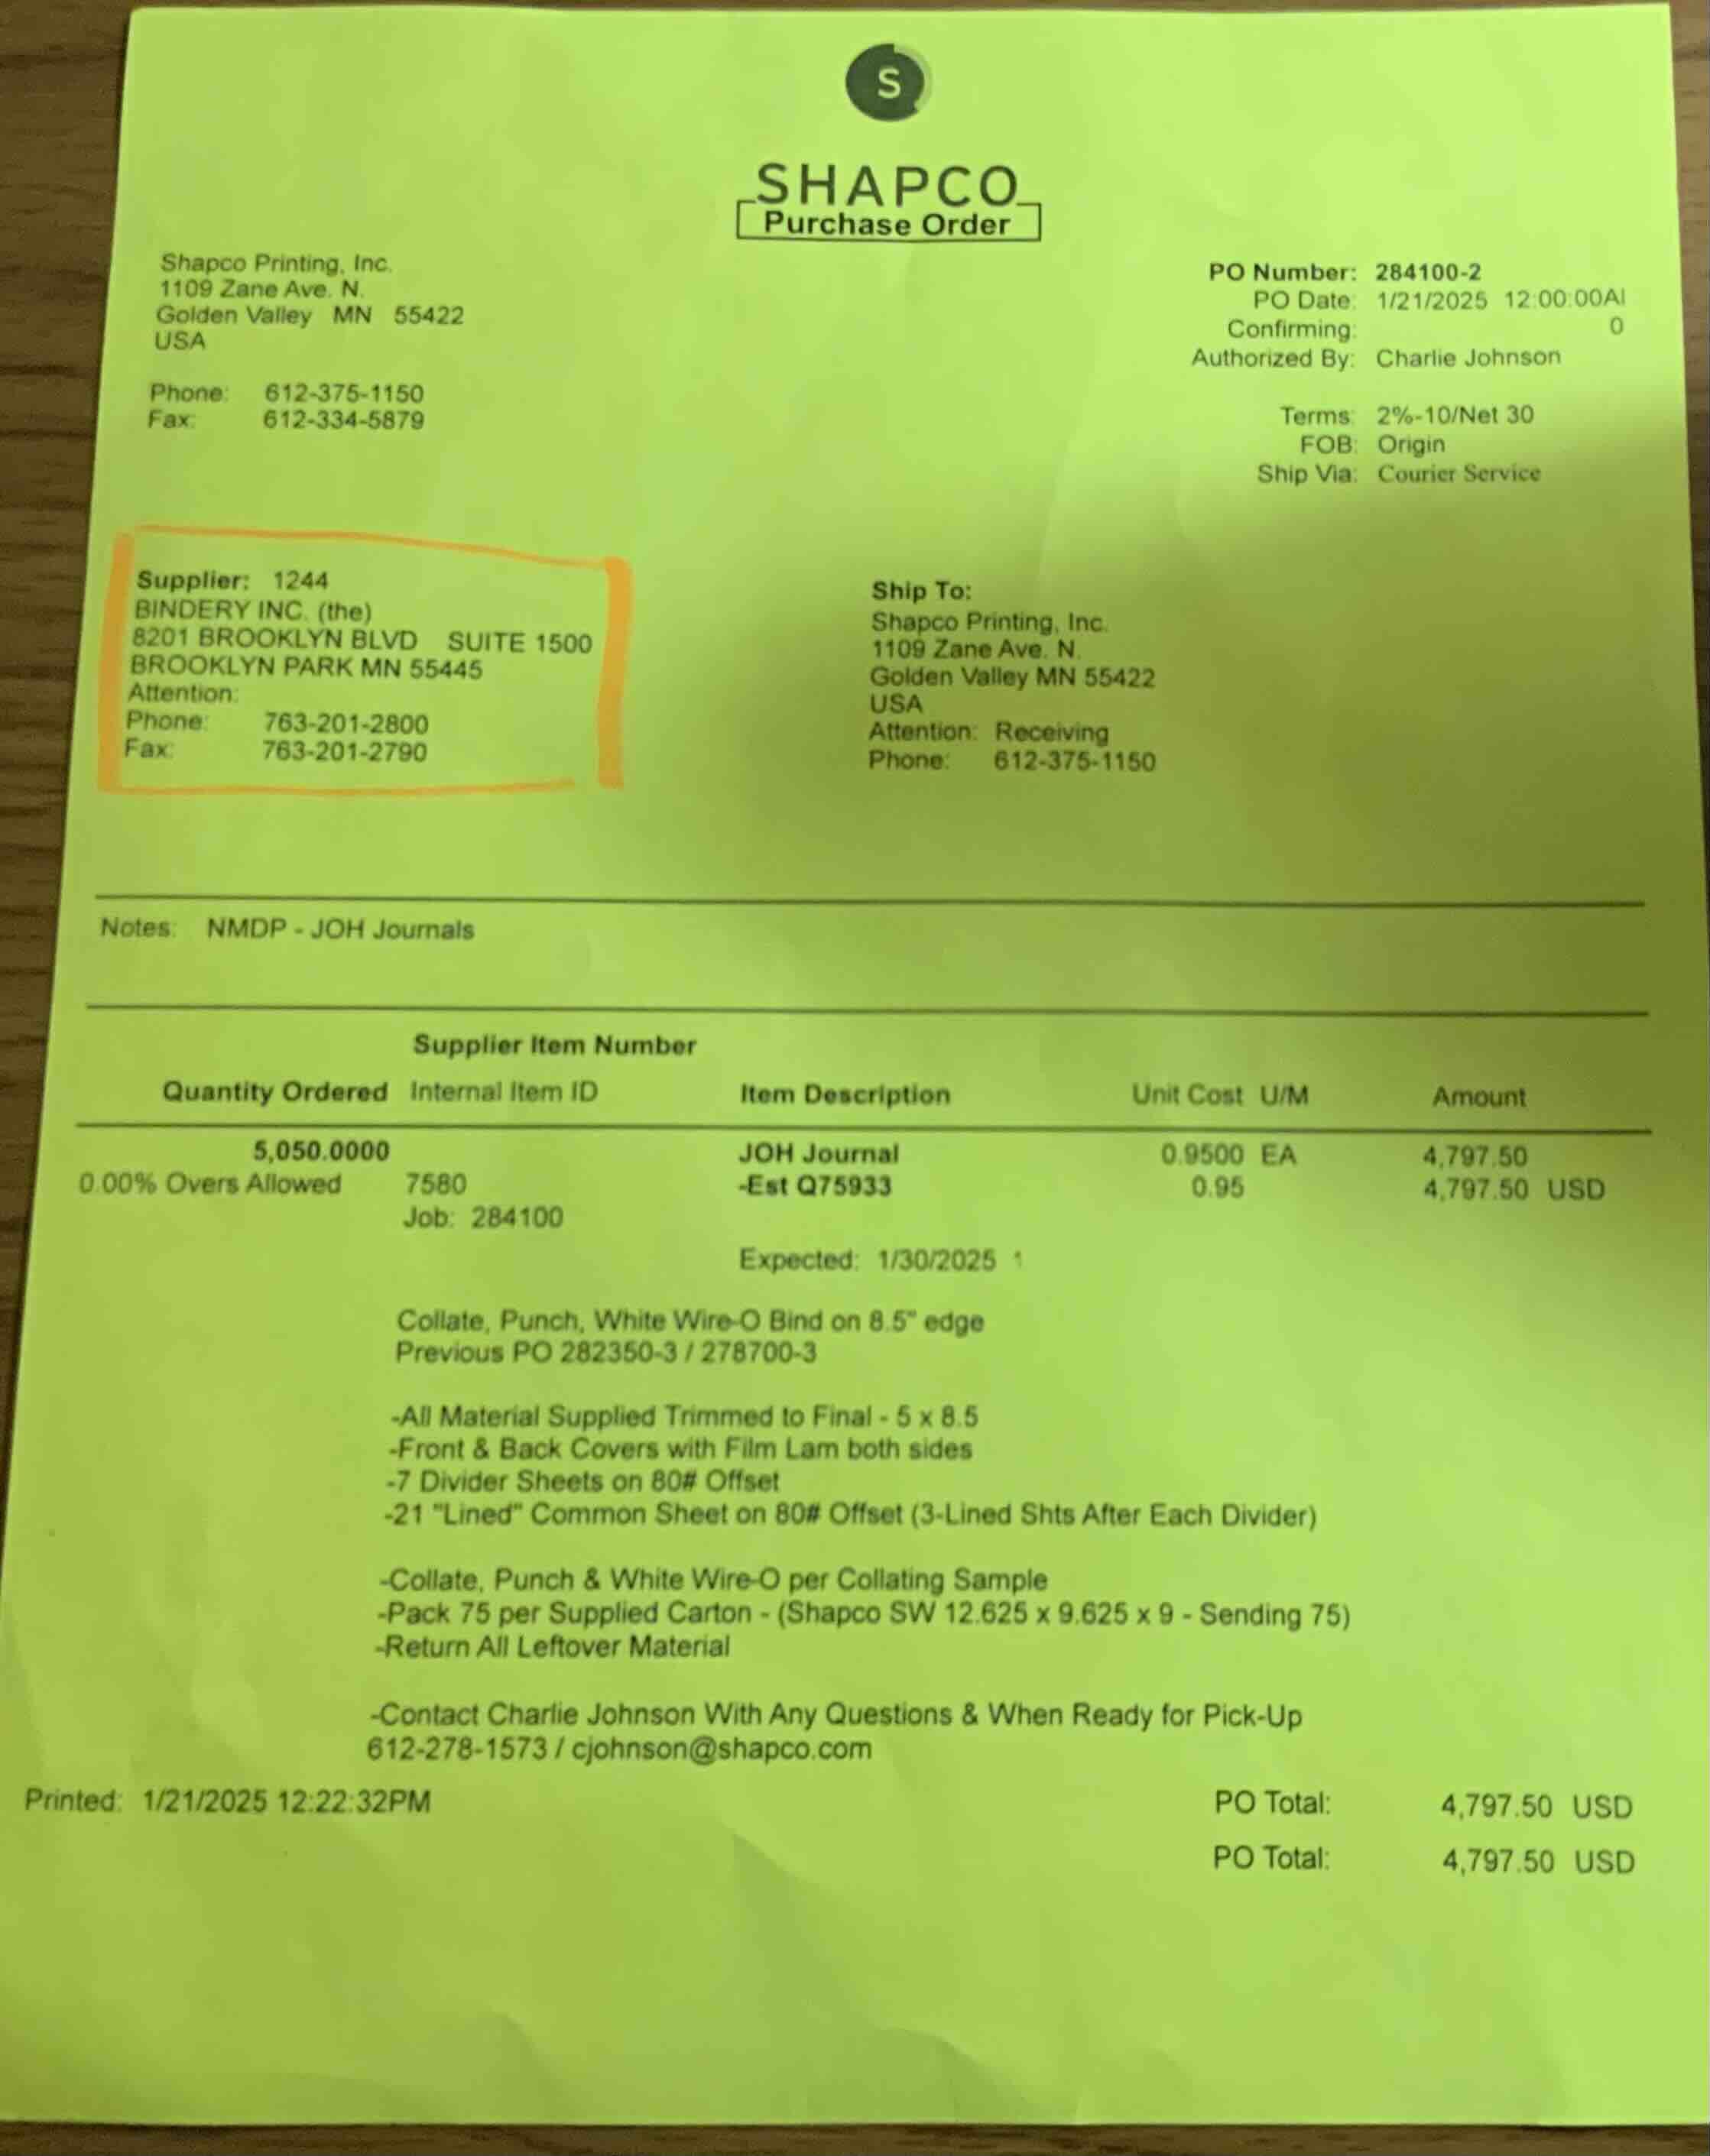 S
SHAPCO
Purchase Order
Shapco Printing, Inc.
1109 Zane Ave. N.
Golden Valley MN 55422
USA
Phone: 612-375-1150
Fax: 612-334-5879
PO Number: 284100-2
PO Date: 1/21/2025 12:00:00AM
Confirming: 0
Authorized By: Charlie Johnson
Terms: 2%-10/Net 30
FOB: Origin
Ship Via: Courier Service
Supplier: 1244
BINDERY INC. (the)
8201 BROOKLYN BLVD SUITE 1500
BROOKLYN PARK MN 55445
Attention:
Phone: 763-201-2800
Fax: 763-201-2790
Ship To:
Shapco Printing, Inc.
1109 Zane Ave. N.
Golden Valley MN 55422
USA
Attention: Receiving
Phone: 612-375-1150
Notes: NMDP - JOH Journals
Supplier Item Number
Quantity Ordered Internal Item ID Item Description Unit Cost U/M Amount
5,050.0000 JOH Journal 0.9500 EA 4,797.50
0.00% Overs Allowed 7580 -Est Q75933 0.95 4,797.50 USD
Job: 284100
Expected: 1/30/2025 1
Collate, Punch, White Wire-O Bind on 8.5" edge
Previous PO 282350-3 / 278700-3
-All Material Supplied Trimmed to Final - 5 x 8.5
-Front & Back Covers with Film Lam both sides
-7 Divider Sheets on 80# Offset
-21 "Lined" Common Sheet on 80# Offset (3-Lined Shts After Each Divider)
-Collate, Punch & White Wire-O per Collating Sample
-Pack 75 per Supplied Carton - (Shapco SW 12.625 x 9.625 x 9 - Sending 75)
-Return All Leftover Material
-Contact Charlie Johnson With Any Questions & When Ready for Pick-Up
612-278-1573 / cjohnson@shapco.com
Printed: 1/21/2025 12:22:32PM
PO Total: 4,797.50 USD
PO Total: 4,797.50 USD